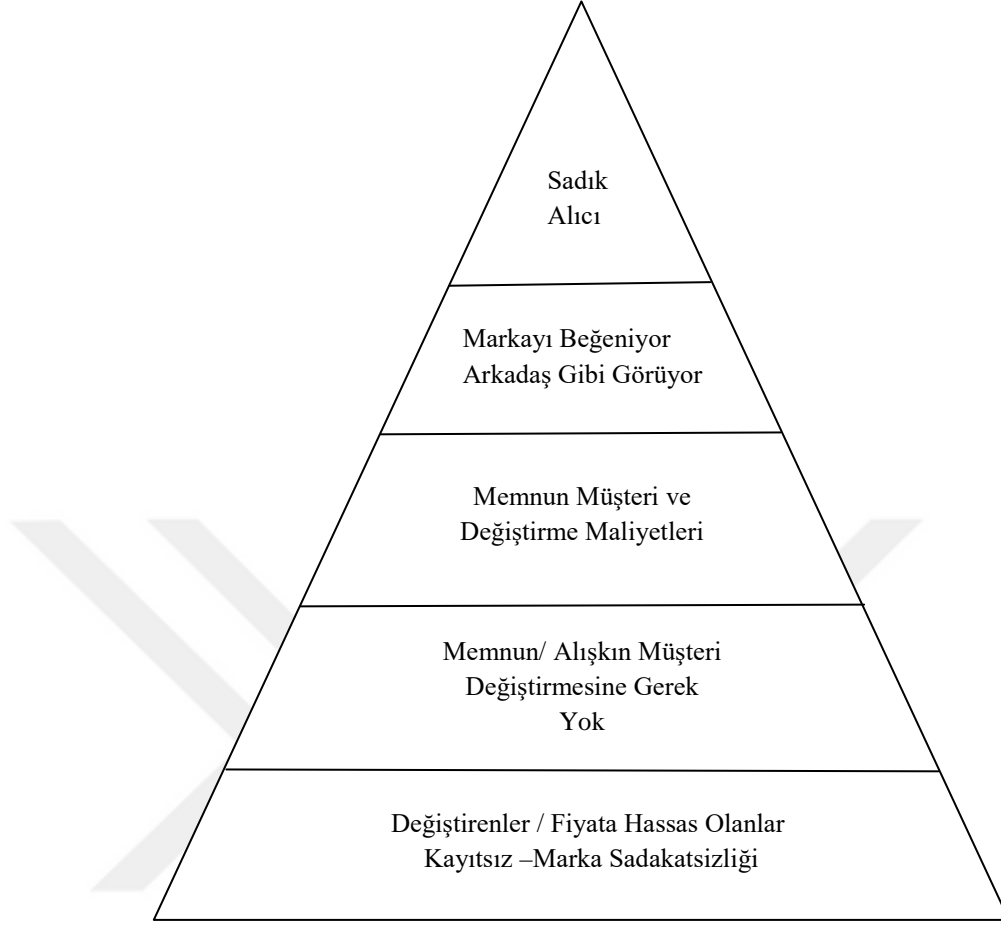 Sadık
Alıcı
Markayı Beğeniyor
Arkadaş Gibi Görüyor
Memnun Müşteri ve
Değiştirme Maliyetleri
Memnun/ Alışkın Müşteri
Değiştirmesine Gerek
Yok
Değiştirenler / Fiyata Hassas Olanlar
Kayıtsız –Marka Sadakatsizliği